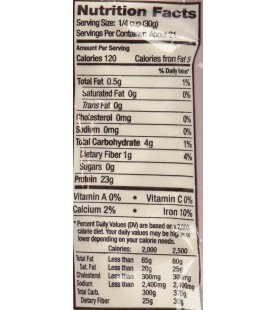 Nutrition Facts
Serving Size: 1/4 cup (30g)
Servings Per Container: About 21
Amount Per Serving
Calories 120 Calories from Fat 5
% Daily Value*
Total Fat 0.5g 1%
Saturated Fat 0g 0%
Trans Fat 0g
Cholesterol 0mg 0%
Sodium 0mg 0%
Total Carbohydrate 4g 1%
Dietary Fiber 1g 4%
Sugars 0g
Protein 23g
Vitamin A 0% • Vitamin C 0%
Calcium 2% • Iron 10%
*Percent Daily Values (DV) are based on a 2,000
calorie diet. Your daily values may be higher or
lower depending on your calorie needs.
Calories: 2,000 2,500
Total Fat Less than 65g 80g
Sat. Fat Less than 20g 25g
Cholesterol Less than 300mg 300mg
Sodium Less than 2,400mg 2,400mg
Total Carb. 300g 375g
Dietary Fiber 25g 30g